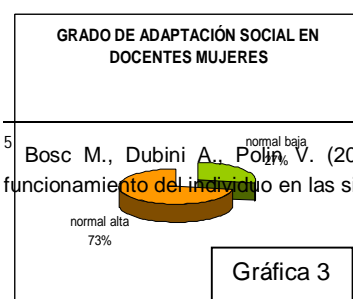 GRADO DE ADAPTACIÓN SOCIAL EN
DOCENTES MUJERES
5 Bosc M., Dubini A., Polin V. (20
normal baja
27%
funcionamiento del individuo en las si
normal alta
73%
Gráfica 3